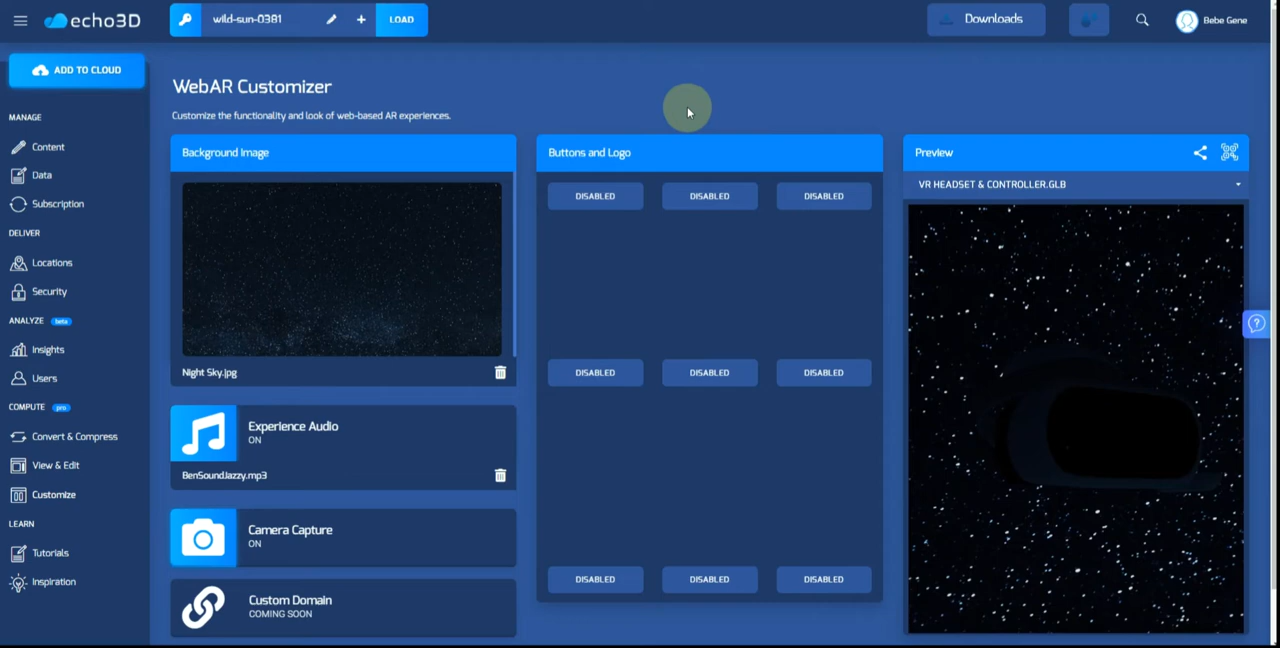 echo3D
wild-sun-0381
LOAD
Downloads
Bebe Gene
ADD TO CLOUD
MANAGE
Content
Data
Subscription
DELIVER
Locations
Security
ANALYZE beta
Insights
Users
COMPUTE pro
Convert & Compress
View & Edit
Customize
LEARN
Tutorials
Inspiration
WebAR Customizer
Customize the functionality and look of web-based AR experiences.
Background Image
Night Sky.jpg
Experience Audio
ON
BenSoundJazzy.mp3
Camera Capture
ON
Custom Domain
COMING SOON
Buttons and Logo
DISABLED DISABLED DISABLED
DISABLED DISABLED DISABLED
DISABLED DISABLED DISABLED
Preview
VR HEADSET & CONTROLLER.GLB